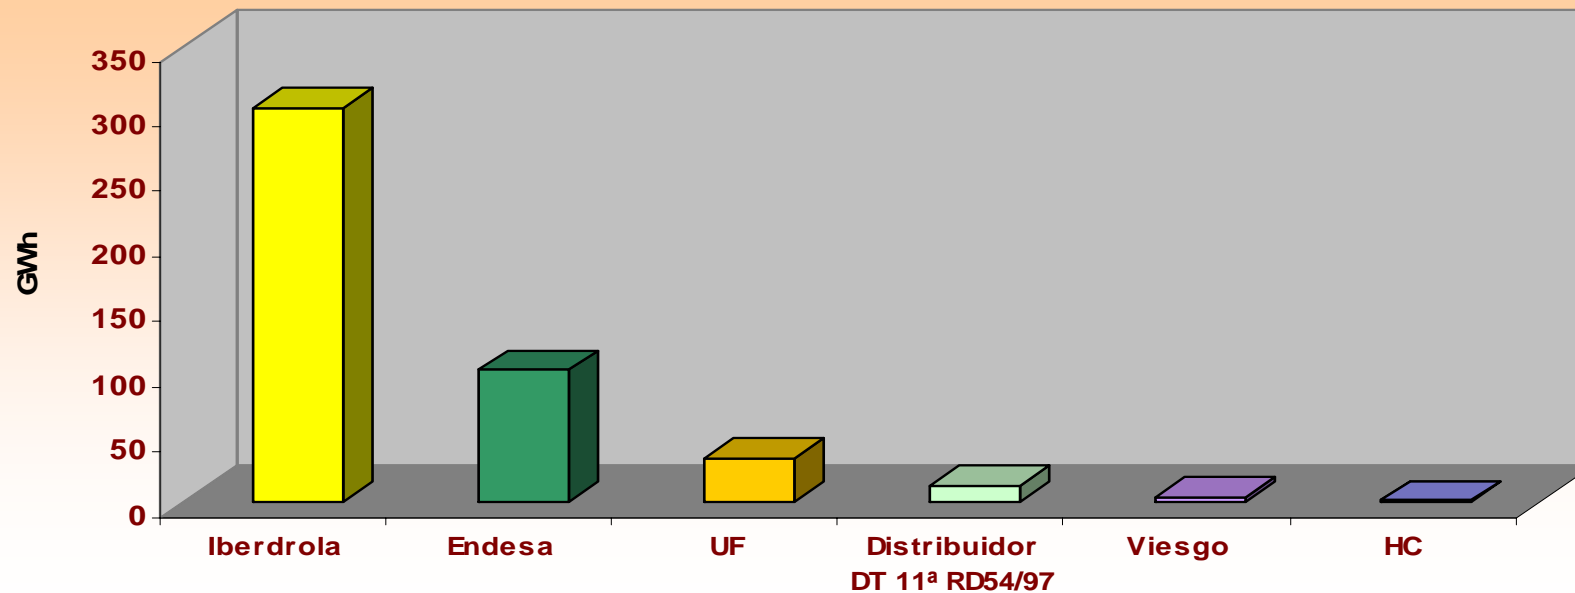 350
300
250
200
150
100
50
0
GWh
Iberdrola
Endesa
UF
Distribuidor
DT 11ª RD54/97
Viesgo
HC